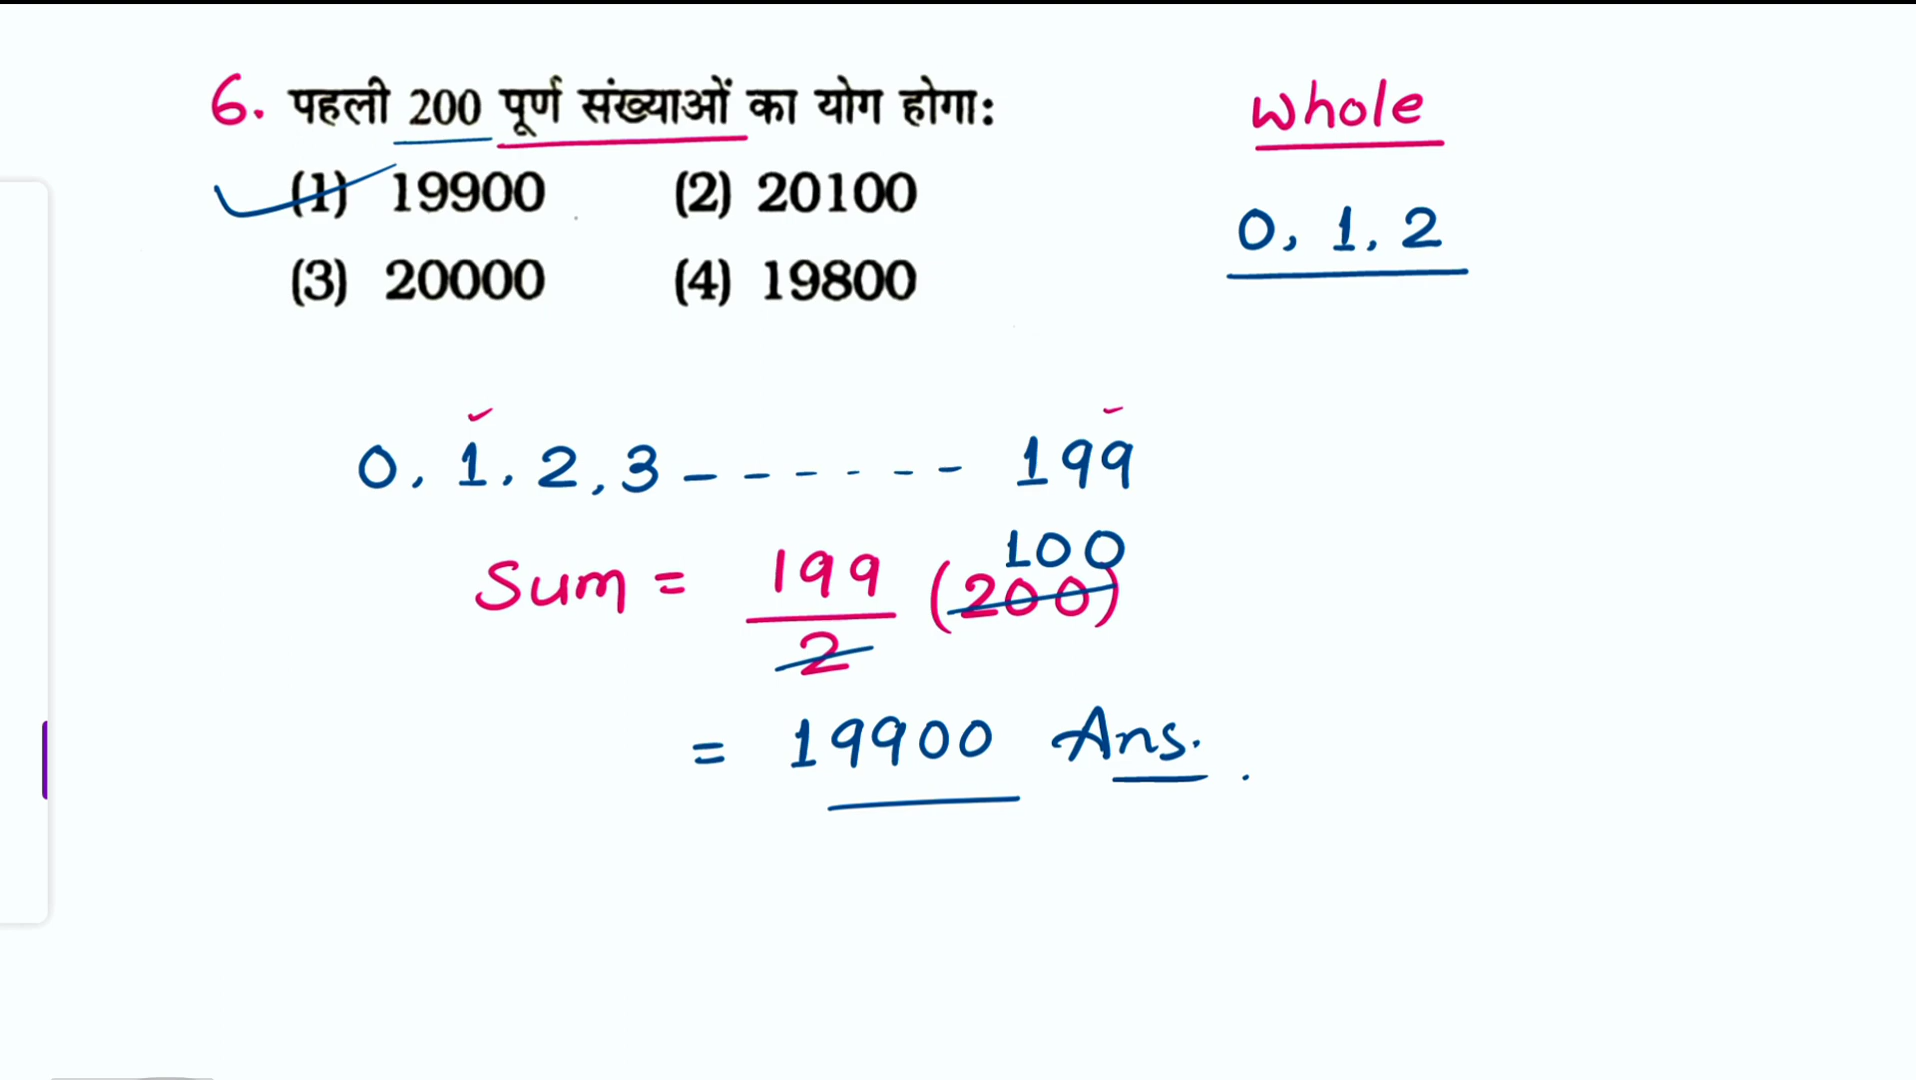 6. पहली 200 पूर्ण संख्याओं का योग होगा:
(1) 19900 (2) 20100
(3) 20000 (4) 19800
whole
0, 1, 2
0, 1, 2, 3 - - - - - - 199
100
Sum = 199/2 (200)
= 19900 Ans.